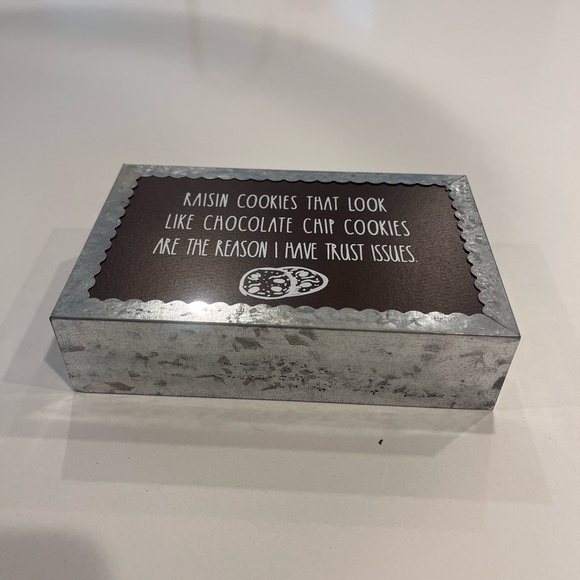 RAISIN COOKIES THAT LOOK
LIKE CHOCOLATE CHIP COOKIES
ARE THE REASON I HAVE TRUST ISSUES.